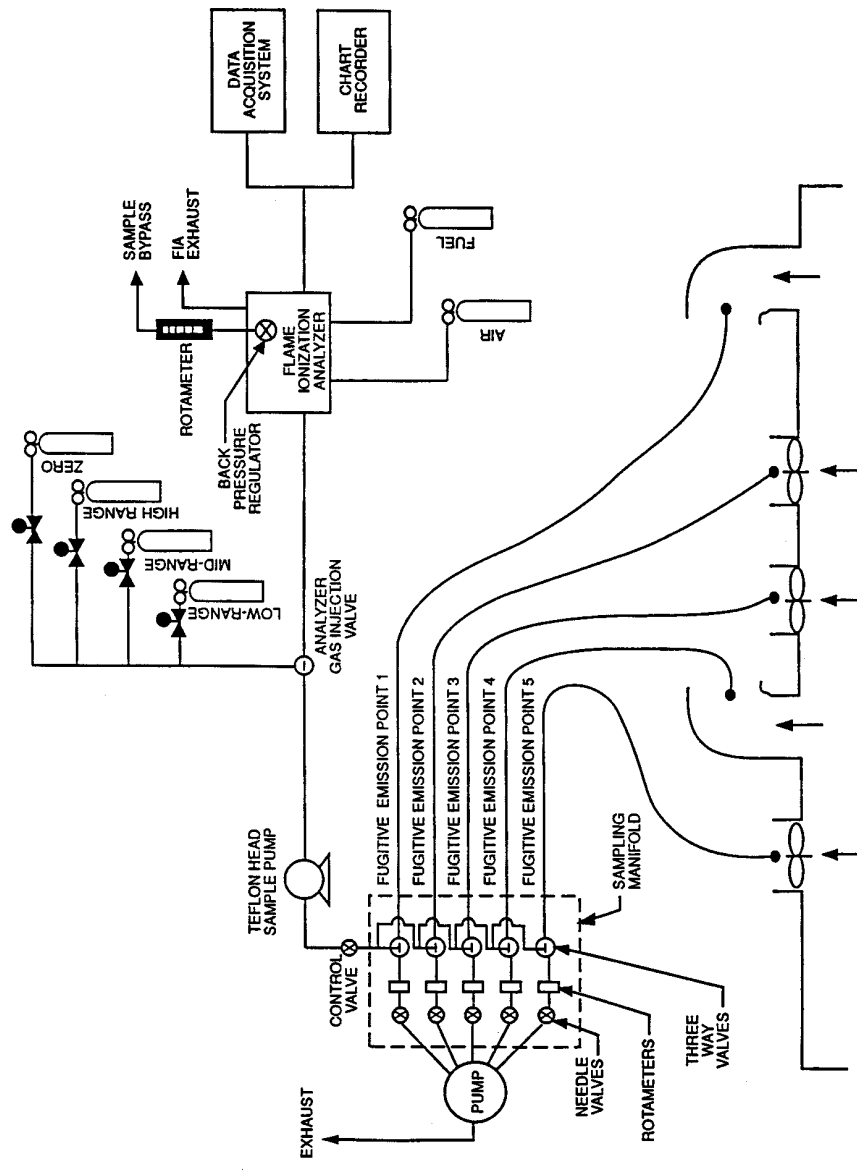 DATA
ACQUISITION
SYSTEM
CHART
RECORDER
SAMPLE
BYPASS
FIA
EXHAUST
ROTAMETER
FLAME
IONIZATION
ANALYZER
BACK
PRESSURE
REGULATOR
FUEL
AIR
ZERO
HIGH RANGE
MID-RANGE
LOW-RANGE
ANALYZER
GAS INJECTION
VALVE
TEFLON HEAD
SAMPLE PUMP
CONTROL
VALVE
FUGITIVE EMISSION POINT 1
FUGITIVE EMISSION POINT 2
FUGITIVE EMISSION POINT 3
FUGITIVE EMISSION POINT 4
FUGITIVE EMISSION POINT 5
SAMPLING
MANIFOLD
THREE
WAY
VALVES
ROTAMETERS
NEEDLE
VALVES
PUMP
EXHAUST